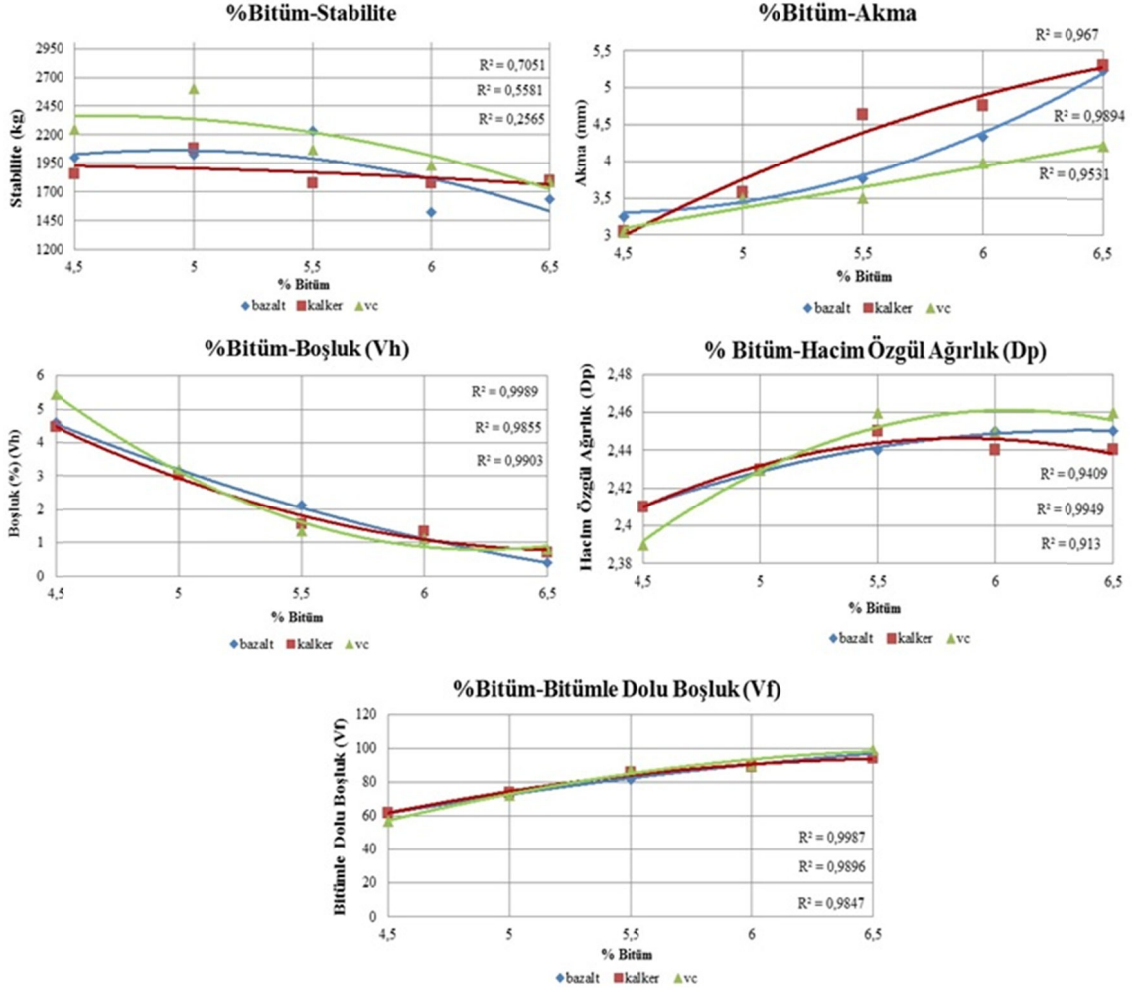 %Bitüm-Stabilite
Stabilite (kg)
2950
2700
2450
2200
1950
1700
1450
1200
R² = 0,7051
R² = 0,5581
R² = 0,2565
4,5 5 5,5 6 6,5
% Bitüm
bazalt kalker vc
%Bitüm-Akma
Akma (mm)
5,5
5
4,5
4
3,5
3
R² = 0,967
R² = 0,9894
R² = 0,9531
4,5 5 5,5 6 6,5
% Bitüm
bazalt kalker vc
%Bitüm-Boşluk (Vh)
Boşluk (%) (Vh)
6
5
4
3
2
1
0
R² = 0,9989
R² = 0,9855
R² = 0,9903
4,5 5 5,5 6 6,5
% Bitüm
bazalt kalker vc
% Bitüm-Hacim Özgül Ağırlık (Dp)
Hacim Özgül Ağırlık (Dp)
2,48
2,46
2,44
2,42
2,4
2,38
R² = 0,9409
R² = 0,9949
R² = 0,913
4,5 5 5,5 6 6,5
% Bitüm
bazalt kalker vc
%Bitüm-Bitümle Dolu Boşluk (Vf)
Bitümle Dolu Boşluk (Vf)
120
100
80
60
40
20
0
R² = 0,9987
R² = 0,9896
R² = 0,9847
4,5 5 5,5 6 6,5
% Bitüm
bazalt kalker vc